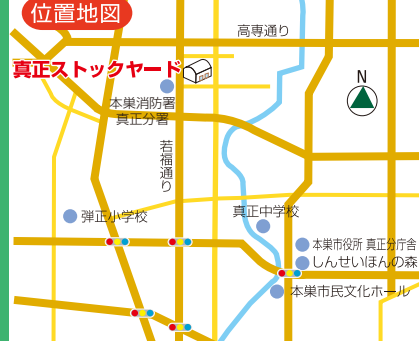 位置地図
高専通り
真正ストックヤード
N
本巣消防署
真正分署
若福通り
真正中学校
弾正小学校
本巣市役所 真正分庁舎
しんせいほんの森
本巣市民文化ホール